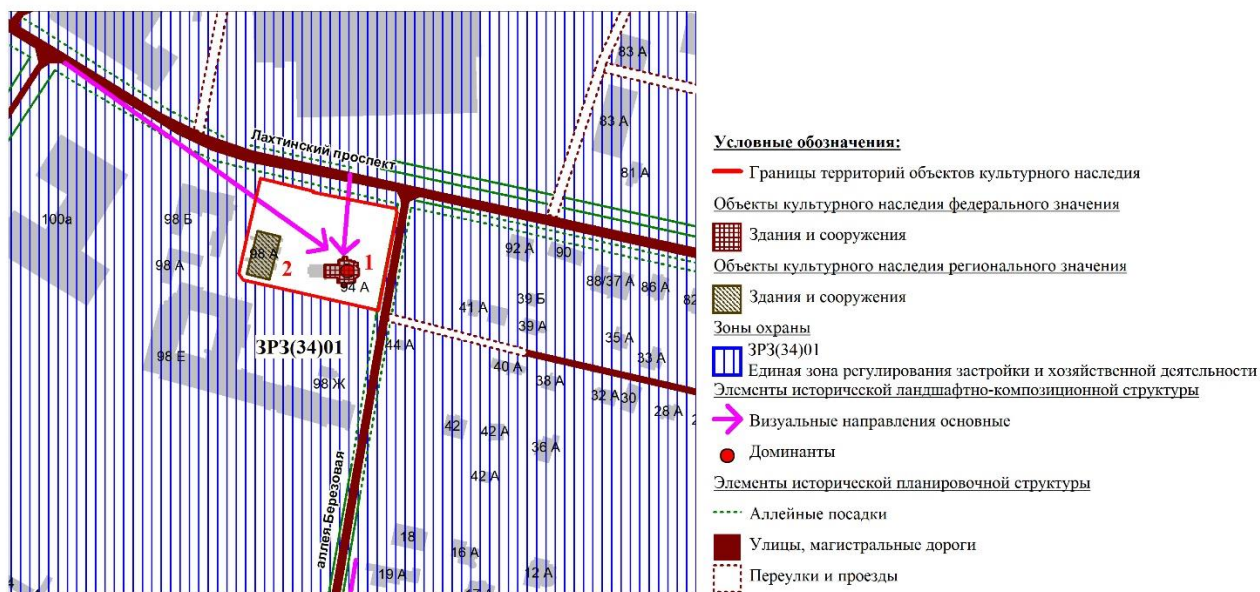 83 А
83 А
81 А
Лахтинский проспект
100а
98 Б
98 А
98 А
2
1
94 А
92 А
90
88/37 А
86 А
82
41 А
39 Б
39 А
35 А
33 А
ЗРЗ(34)01
44 А
40 А
38 А
32 А
30
28 А
98 Е
98 Ж
42
42 А
36 А
42 А
аллея Березовая
18
16 А
19 А
12 А
Условные обозначения:
Границы территорий объектов культурного наследия
Объекты культурного наследия федерального значения
Здания и сооружения
Объекты культурного наследия регионального значения
Здания и сооружения
Зоны охраны
ЗРЗ(34)01
Единая зона регулирования застройки и хозяйственной деятельности
Элементы исторической ландшафтно-композиционной структуры
Визуальные направления основные
Доминанты
Элементы исторической планировочной структуры
Аллейные посадки
Улицы, магистральные дороги
Переулки и проезды